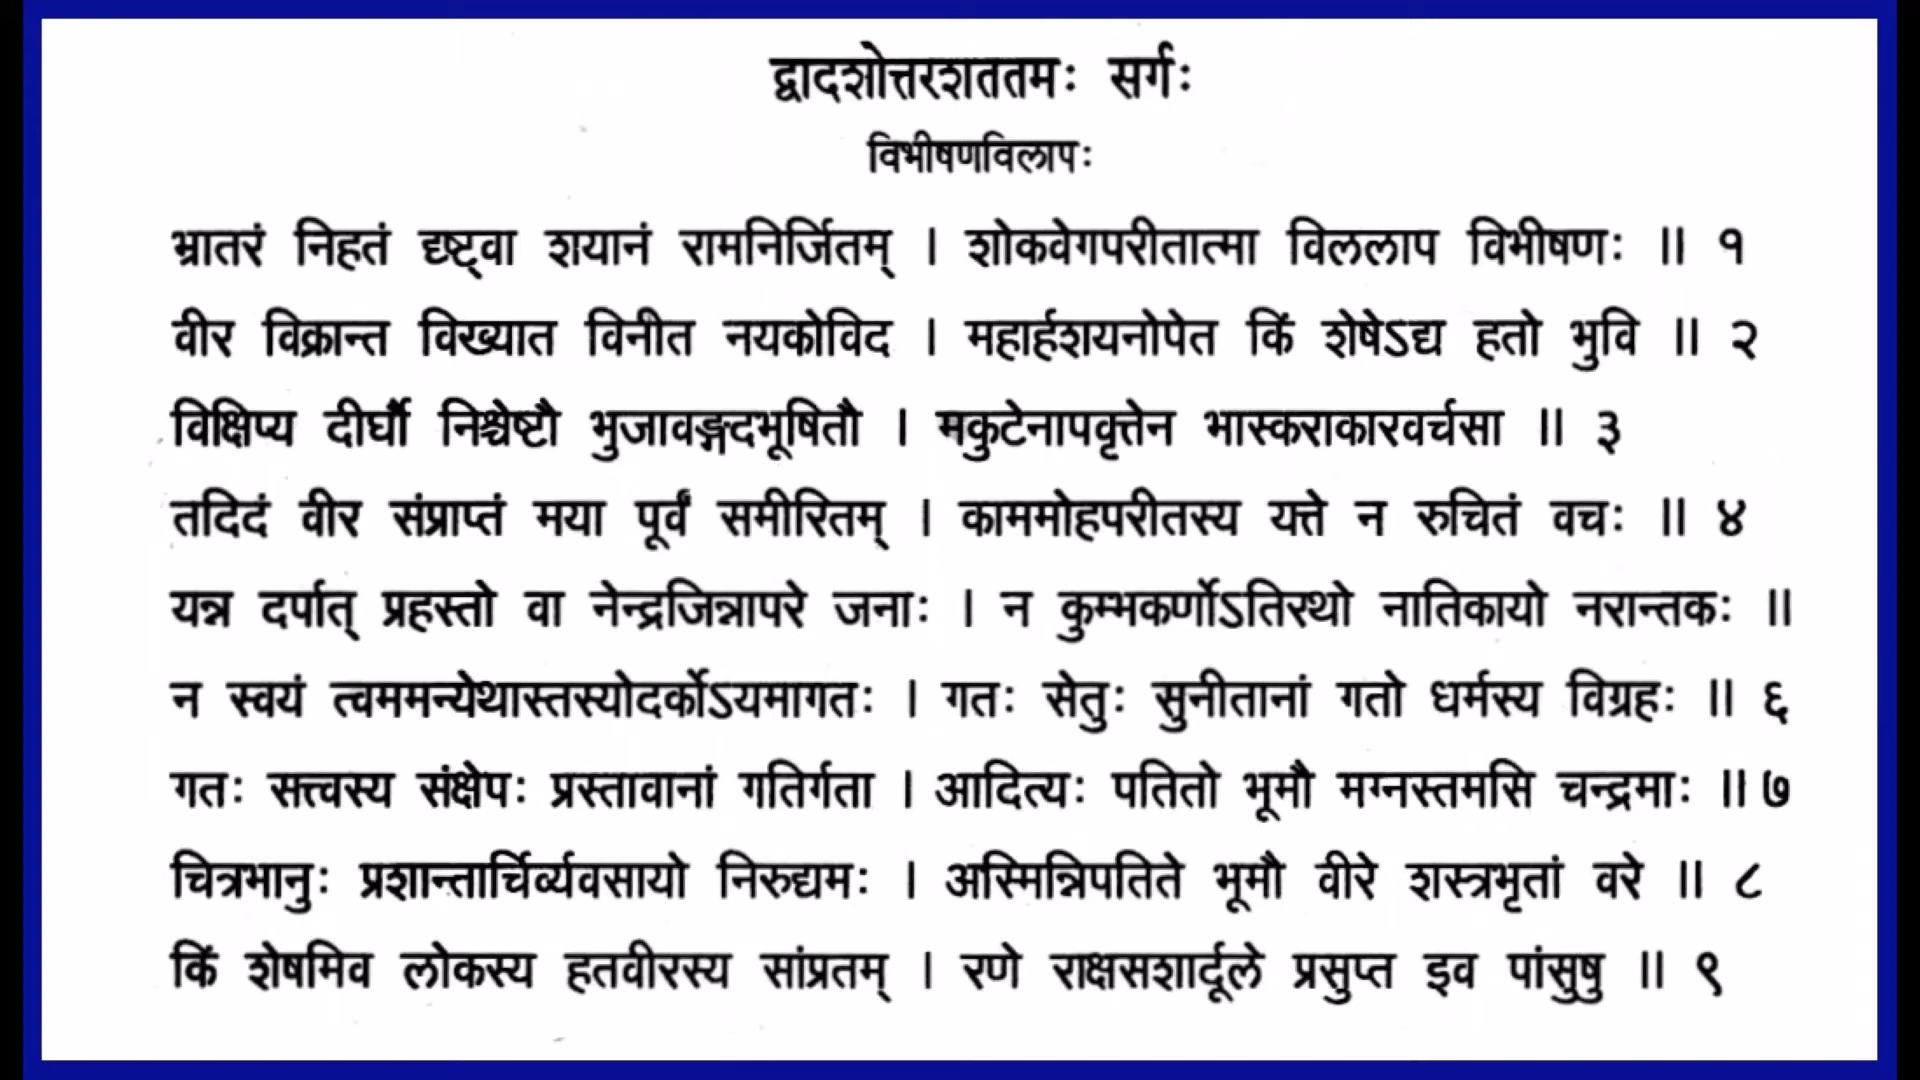 द्वादशोत्तरशततमः सर्गः
विभीषणविलापः
भ्रातरं निहतं दृष्ट्वा शयानं रामनिर्जितम् । शोकवेगपरीतात्मा विललाप विभीषणः ॥ १
वीर विक्रान्त विख्यात विनीत नयकोविद । महार्हशयनोपेत किं शेषेऽद्य हतो भुवि ॥ २
विक्षिप्य दीर्घौ निश्चेष्टौ भुजावङ्गदभूषितौ । मकुटेनापवृत्तेन भास्कराकारवर्चसा ॥ ३
तदिदं वीर संप्राप्तं मया पूर्वं समीरितम् । काममोहपरीतस्य यत्ते न रुचितं वचः ॥ ४
यन्न दर्पात् प्रहस्तो वा नेन्द्रजिन्नापरे जनाः । न कुम्भकर्णोऽतिरथो नातिकायो नरान्तकः ॥
न स्वयं त्वममन्येथास्तस्योदर्कोऽयमागतः । गतः सेतुः सुनीतानां गतो धर्मस्य विग्रहः ॥ ६
गतः सत्त्वस्य संक्षेपः प्रस्तावानां गतिर्गता । आदित्यः पतितो भूमौ मग्नस्तमसि चन्द्रमाः ॥ ७
चित्रभानुः प्रशान्तार्चिर्व्यवसायो निरुद्यमः । अस्मिन्निपतिते भूमौ वीरे शस्त्रभृतां वरे ॥ ८
किं शेषमिव लोकस्य हतवीरस्य सांप्रतम् । रणे राक्षसशार्दूले प्रसुप्त इव पांसुषु ॥ ९